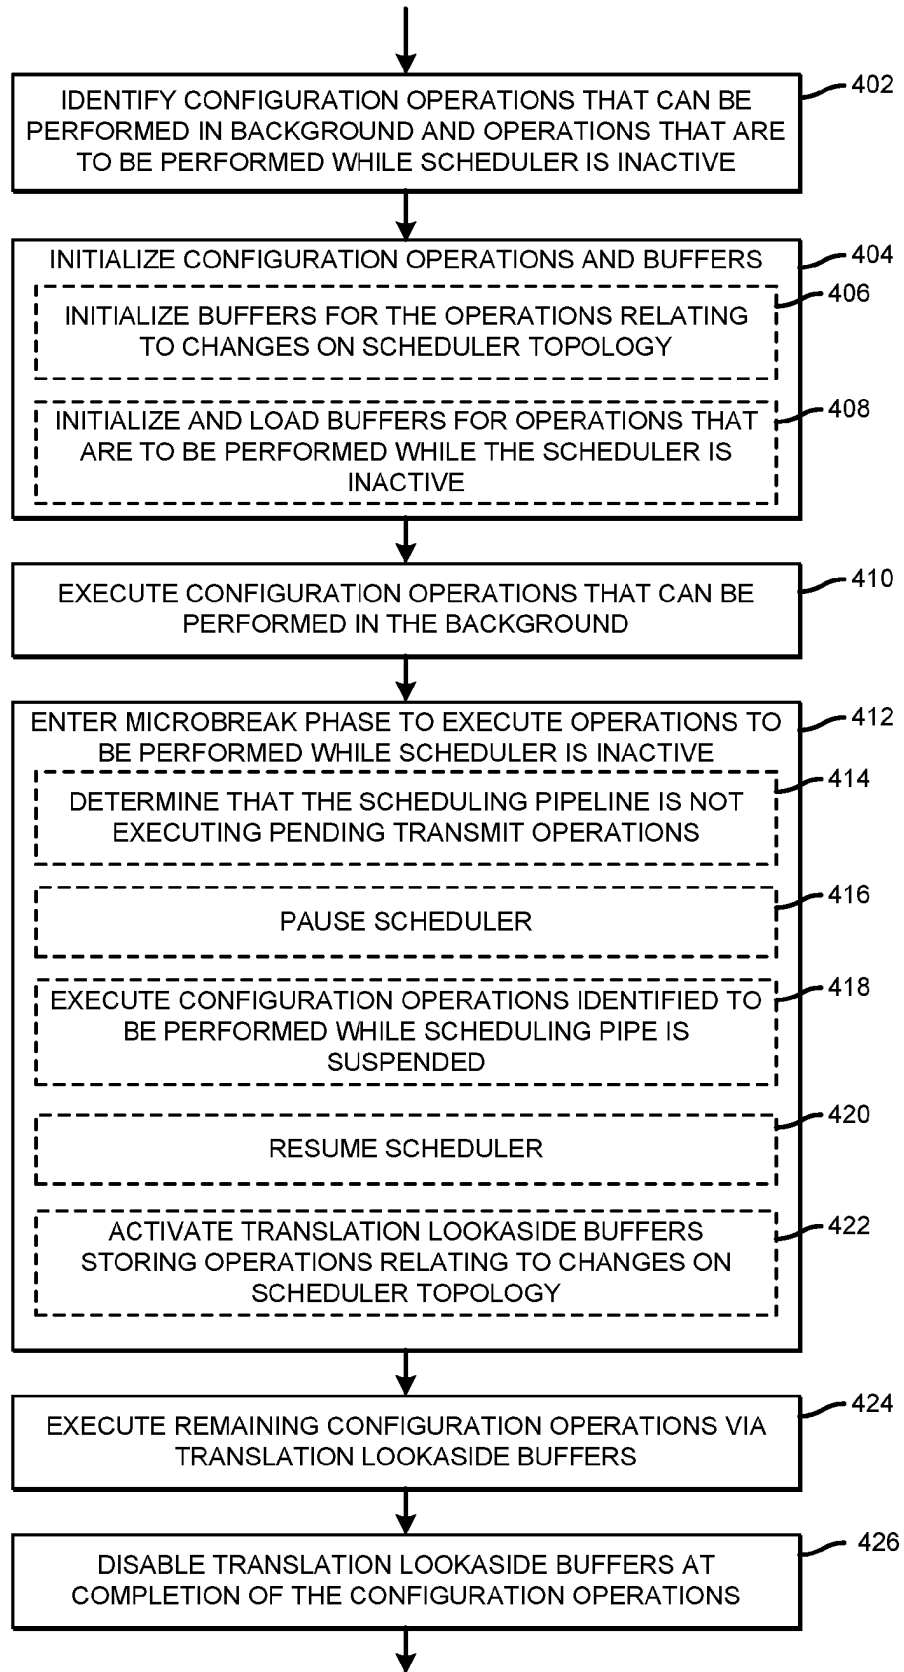 IDENTIFY CONFIGURATION OPERATIONS THAT CAN BE
PERFORMED IN BACKGROUND AND OPERATIONS THAT ARE
TO BE PERFORMED WHILE SCHEDULER IS INACTIVE
402
INITIALIZE CONFIGURATION OPERATIONS AND BUFFERS
404
INITIALIZE BUFFERS FOR THE OPERATIONS RELATING
TO CHANGES ON SCHEDULER TOPOLOGY
406
INITIALIZE AND LOAD BUFFERS FOR OPERATIONS THAT
ARE TO BE PERFORMED WHILE THE SCHEDULER IS
INACTIVE
408
EXECUTE CONFIGURATION OPERATIONS THAT CAN BE
PERFORMED IN THE BACKGROUND
410
ENTER MICROBREAK PHASE TO EXECUTE OPERATIONS TO
BE PERFORMED WHILE SCHEDULER IS INACTIVE
412
DETERMINE THAT THE SCHEDULING PIPELINE IS NOT
EXECUTING PENDING TRANSMIT OPERATIONS
414
PAUSE SCHEDULER
416
EXECUTE CONFIGURATION OPERATIONS IDENTIFIED TO
BE PERFORMED WHILE SCHEDULING PIPE IS
SUSPENDED
418
RESUME SCHEDULER
420
ACTIVATE TRANSLATION LOOKASIDE BUFFERS
STORING OPERATIONS RELATING TO CHANGES ON
SCHEDULER TOPOLOGY
422
EXECUTE REMAINING CONFIGURATION OPERATIONS VIA
TRANSLATION LOOKASIDE BUFFERS
424
DISABLE TRANSLATION LOOKASIDE BUFFERS AT
COMPLETION OF THE CONFIGURATION OPERATIONS
426